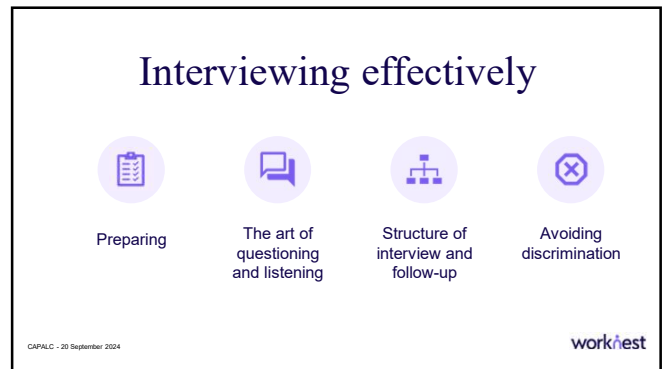 Interviewing effectively
Preparing
The art of
questioning
and listening
Structure of
interview and
follow-up
Avoiding
discrimination
CAPALC - 20 September 2024
worknest